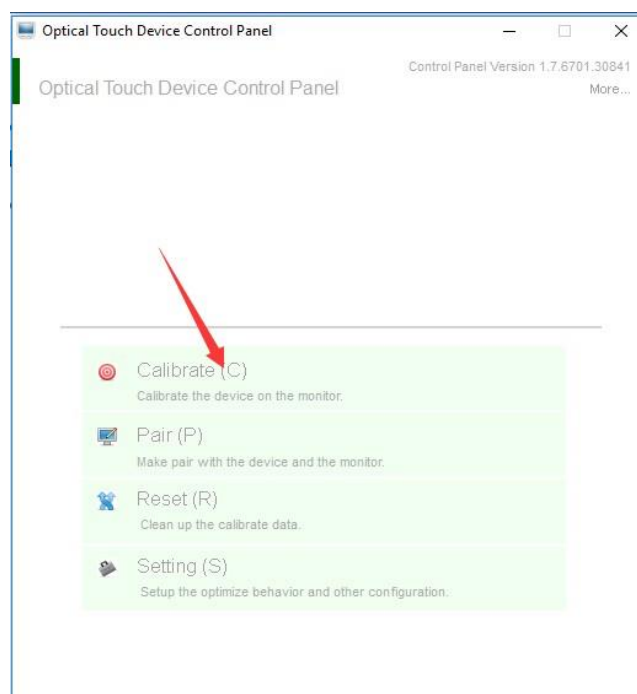 Optical Touch Device Control Panel
Control Panel Version 1.7.6701.30841
Optical Touch Device Control Panel
More...
Calibrate (C)
Calibrate the device on the monitor.
Pair (P)
Make pair with the device and the monitor.
Reset (R)
Clean up the calibrate data.
Setting (S)
Setup the optimize behavior and other configuration.